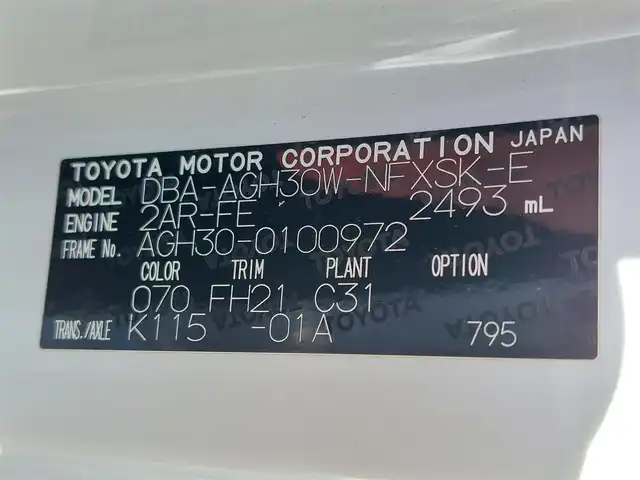 TOYOTA MOTOR CORPORATION JAPAN
MODEL DBA-AGH30W-NFXSK-E
ENGINE 2AR-FE 2493 mL
FRAME No. AGH30-0100972
COLOR TRIM PLANT OPTION
070 FH21 C31
TRANS./AXLE K115 -01A 795